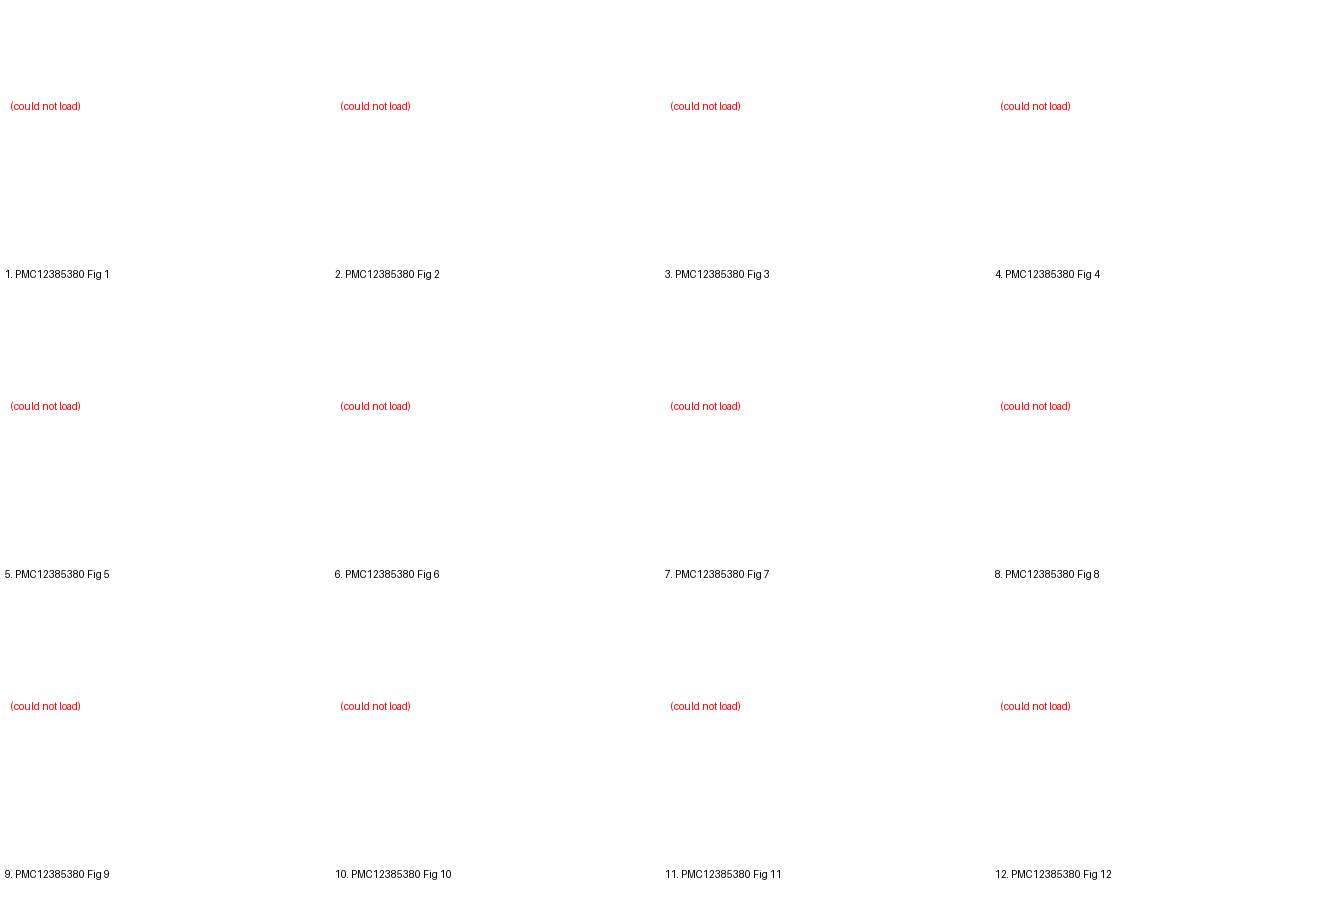 (could not load) (could not load) (could not load) (could not load)
1. PMC12385380 Fig 1 2. PMC12385380 Fig 2 3. PMC12385380 Fig 3 4. PMC12385380 Fig 4
(could not load) (could not load) (could not load) (could not load)
5. PMC12385380 Fig 5 6. PMC12385380 Fig 6 7. PMC12385380 Fig 7 8. PMC12385380 Fig 8
(could not load) (could not load) (could not load) (could not load)
9. PMC12385380 Fig 9 10. PMC12385380 Fig 10 11. PMC12385380 Fig 11 12. PMC12385380 Fig 12